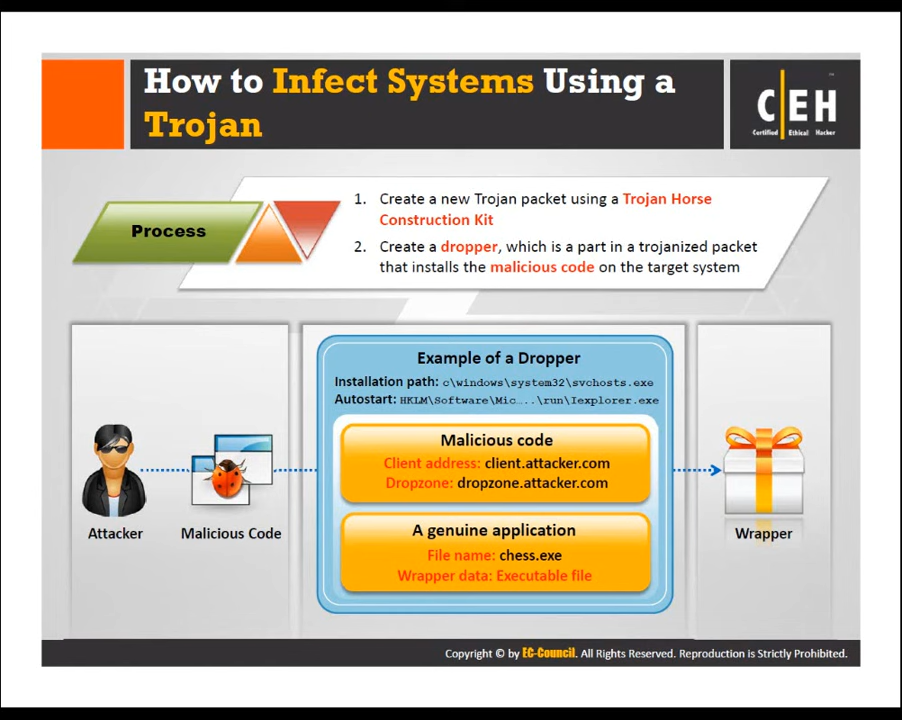 How to Infect Systems Using a
Trojan
CEH
Certified Ethical Hacker
Process
1. Create a new Trojan packet using a Trojan Horse
Construction Kit
2. Create a dropper, which is a part in a trojanized packet
that installs the malicious code on the target system
Example of a Dropper
Installation path: c\windows\system32\svchosts.exe
Autostart: HKLM\Software\Mic....\run\Iexplorer.exe
Malicious code
Client address: client.attacker.com
Dropzone: dropzone.attacker.com
A genuine application
File name: chess.exe
Wrapper data: Executable file
Attacker
Malicious Code
Wrapper
Copyright © by EC-Council. All Rights Reserved. Reproduction is Strictly Prohibited.